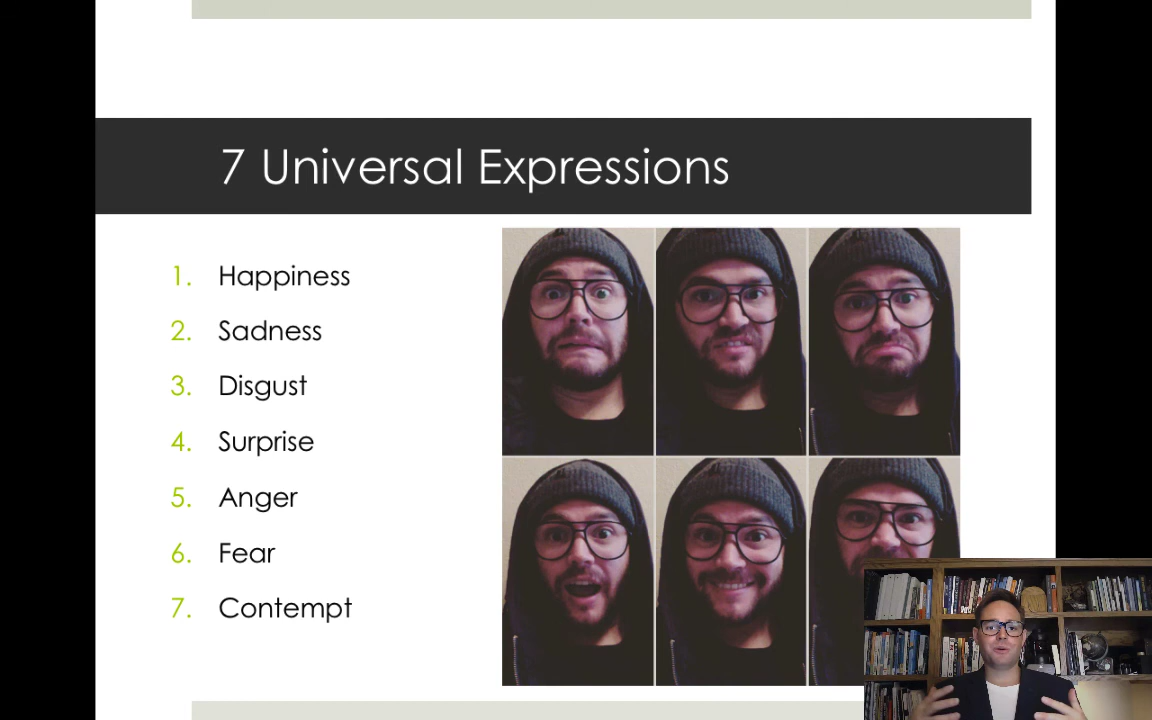 7 Universal Expressions
1. Happiness
2. Sadness
3. Disgust
4. Surprise
5. Anger
6. Fear
7. Contempt